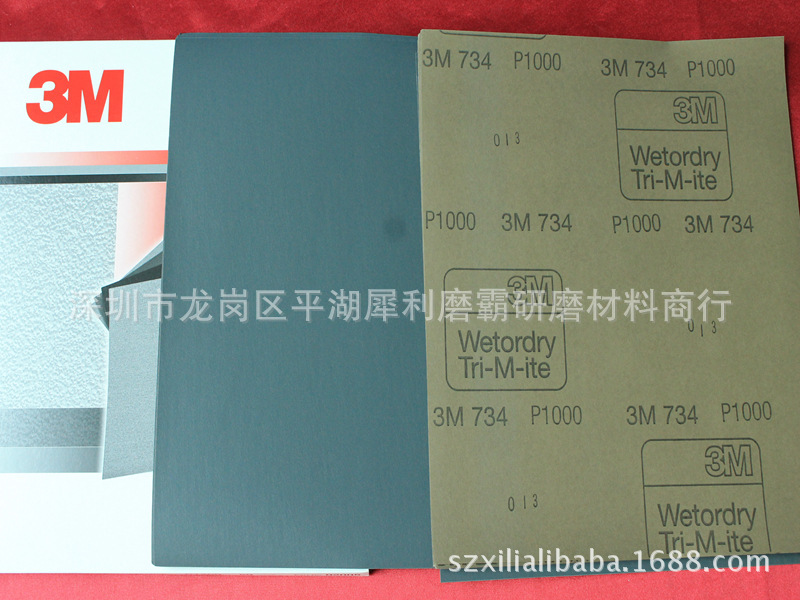 3M
3M 734 P1000 3M 734 P1000
3M
Wetordry
Tri-M-ite
013
P1000 3M 734 P1000 3M 734
3M
Wetordry
Tri-M-ite
深圳市龙岗区平湖犀利磨霸研磨材料商行
013
3M 734 P1000 3M 734 P1000
3M
Wetordry
Tri-M-ite
013
szxilialibaba.1688.com